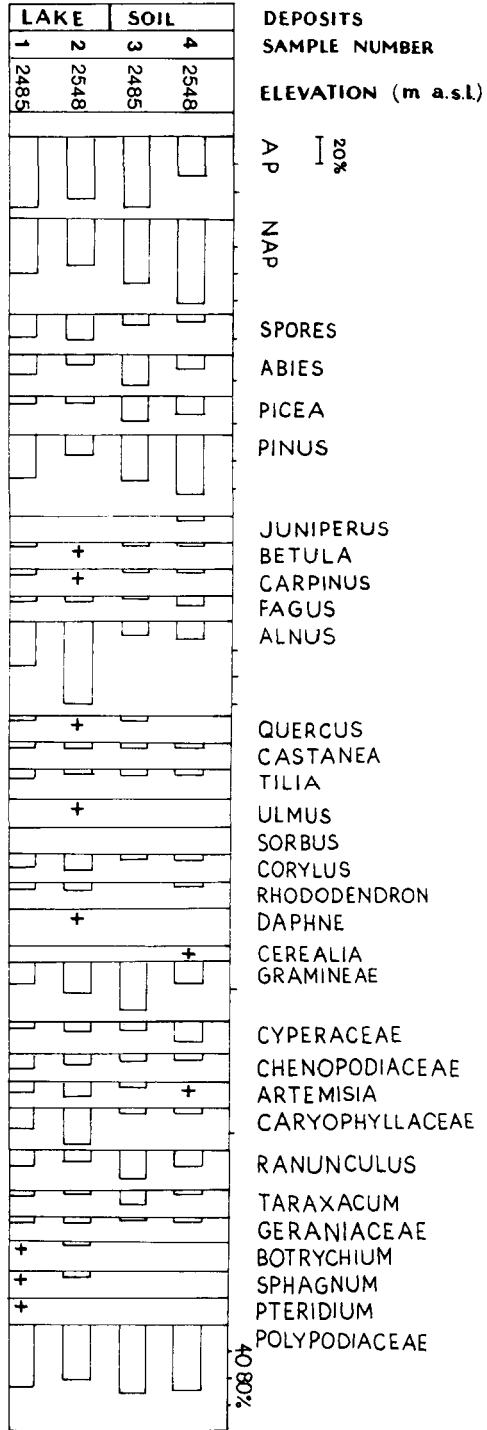 LAKE SOIL DEPOSITS
1 2 3 4 SAMPLE NUMBER
2485 2548 2485 2548 ELEVATION (m a.s.l.)
AP 20%
NAP
SPORES
ABIES
PICEA
PINUS
JUNIPERUS
+ BETULA
+ CARPINUS
FAGUS
ALNUS
+ QUERCUS
CASTANEA
TILIA
+ ULMUS
SORBUS
CORYLUS
RHODODENDRON
+ DAPHNE
+ CEREALIA
GRAMINEAE
CYPERACEAE
CHENOPODIACEAE
+ ARTEMISIA
CARYOPHYLLACEAE
RANUNCULUS
TARAXACUM
GERANIACEAE
+ BOTRYCHIUM
+ SPHAGNUM
+ PTERIDIUM
POLYPODIACEAE
40 80%